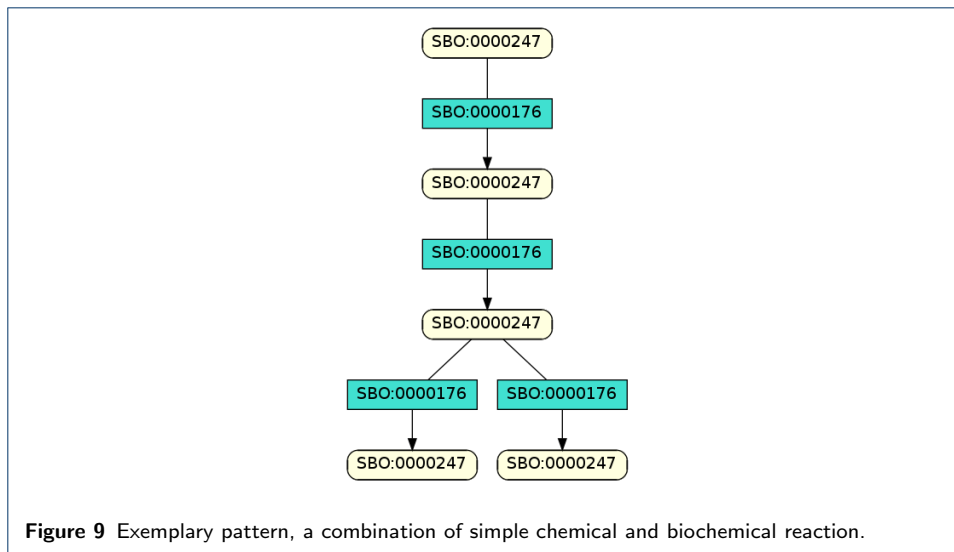 SBO:0000247
SBO:0000176
SBO:0000247
SBO:0000176
SBO:0000247
SBO:0000176 SBO:0000176
SBO:0000247 SBO:0000247
Figure 9 Exemplary pattern, a combination of simple chemical and biochemical reaction.